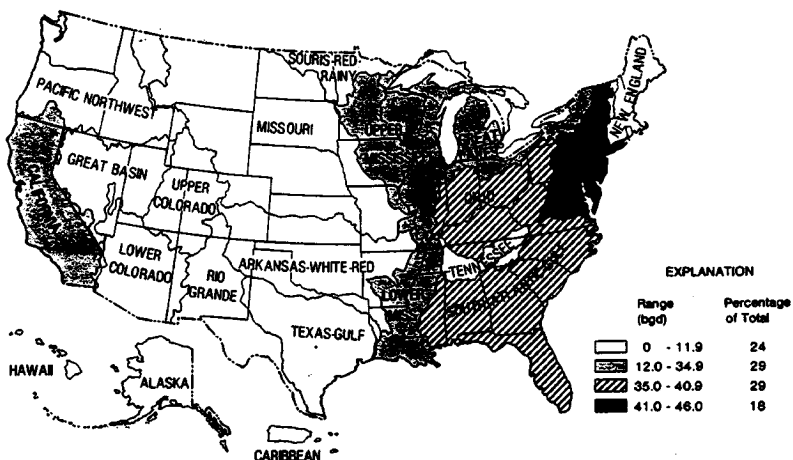 SOURIS-RED
RAINY
NEW ENGLAND
PACIFIC NORTHWEST
MISSOURI
UPPER
GREAT BASIN
UPPER
COLORADO
OHIO
LOWER
COLORADO
RIO
GRANDE
ARKANSAS-WHITE-RED
TENNESSEE
LOWER
TEXAS-GULF
HAWAII
ALASKA
CARIBBEAN
EXPLANATION
Range Percentage
(bgd) of Total
0 - 11.9 24
12.0 - 34.9 29
35.0 - 40.9 29
41.0 - 46.0 18